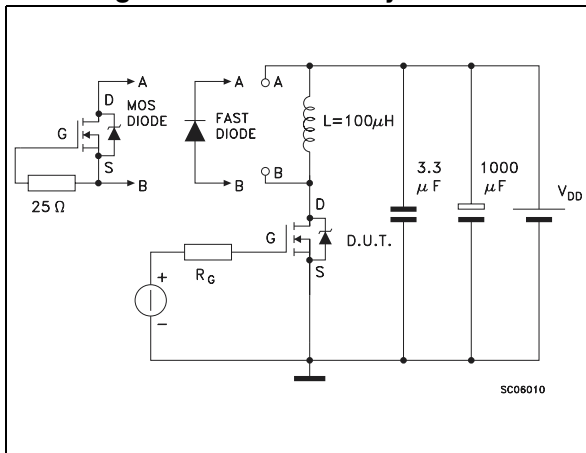 A
D
MOS
DIODE
G
S
25 Ω
B
A
FAST
DIODE
B
A
L=100μH
B
D
G
D.U.T.
S
RG
+
−
3.3
μF
1000
μF
VDD
SC06010